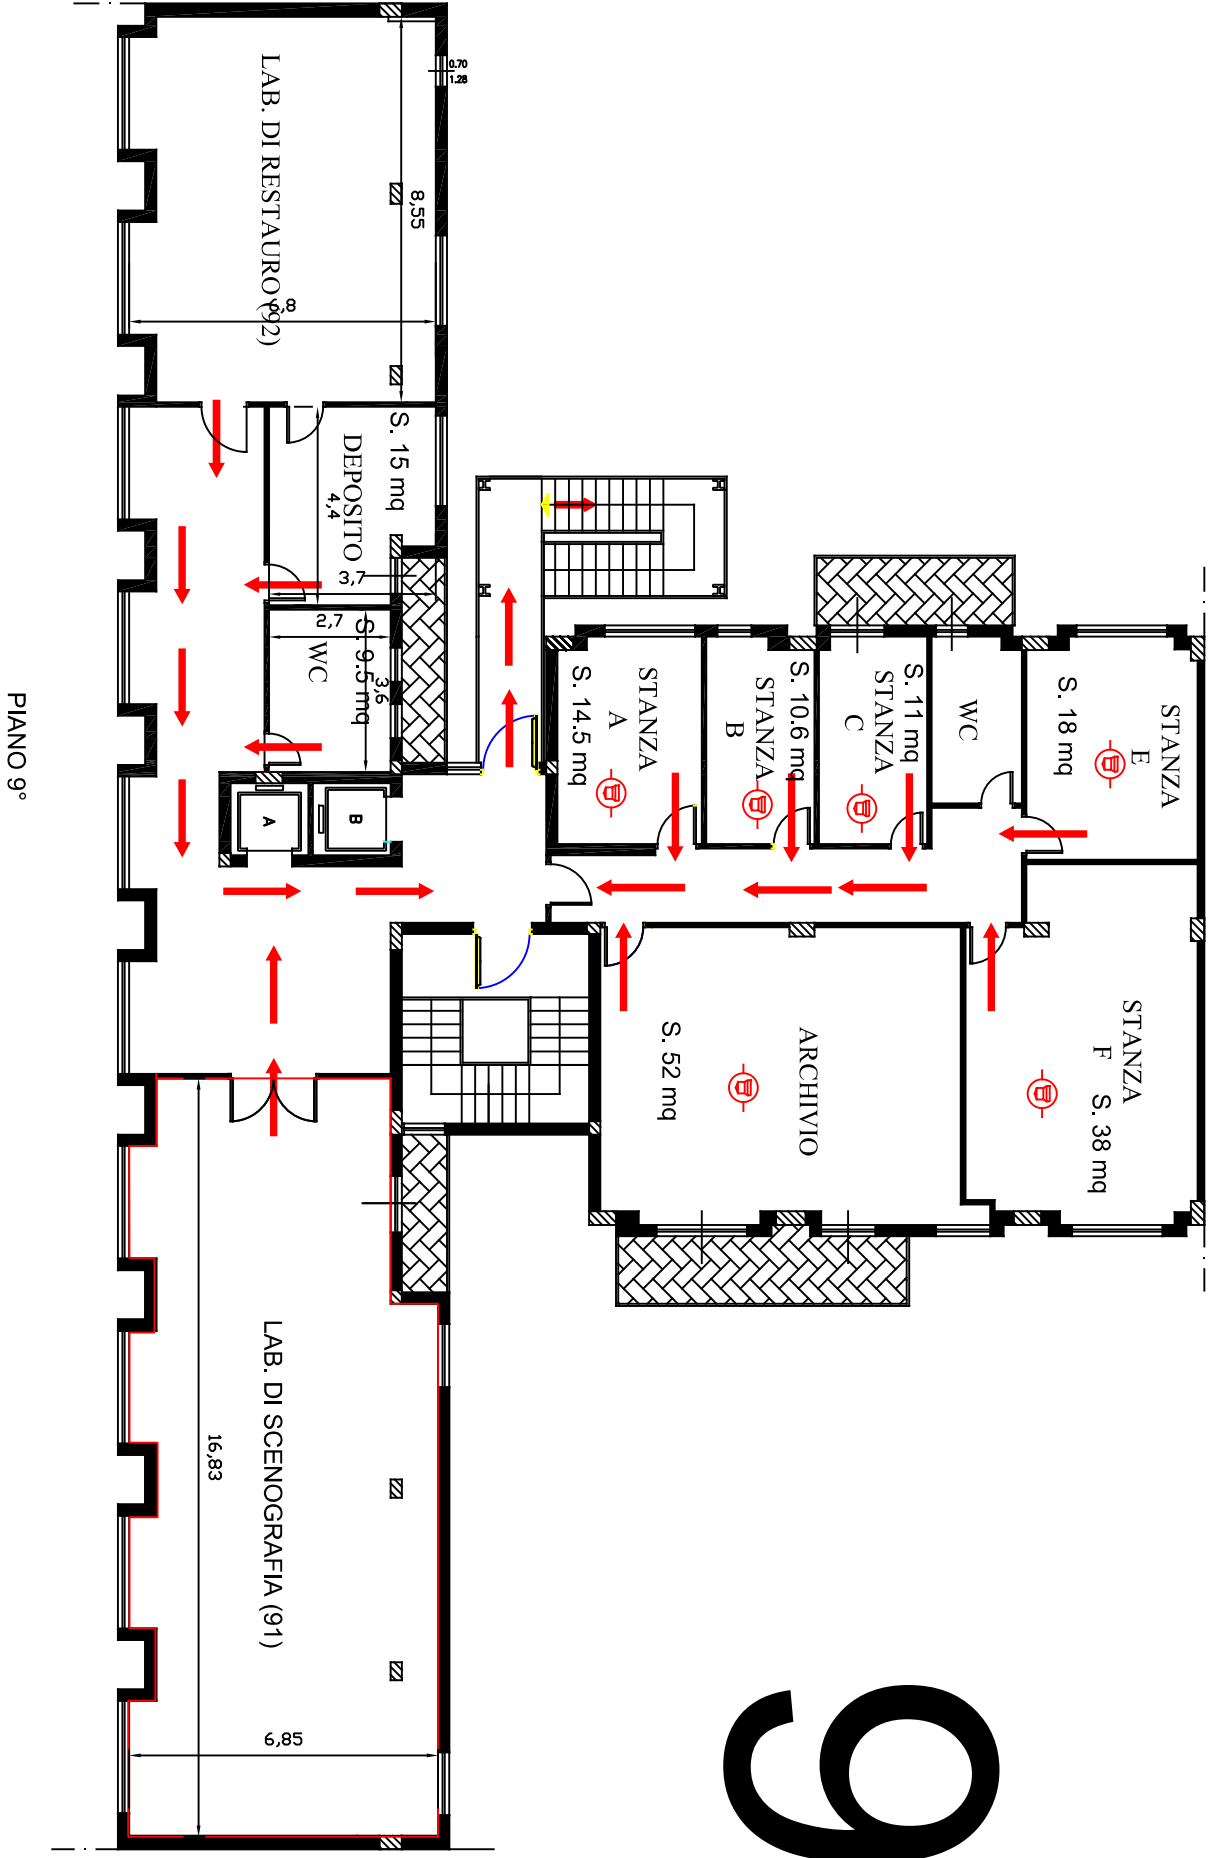 0.70
1.28
LAB. DI RESTAURO (92)
8,55
6,8
S. 15 mq
DEPOSITO
4,4
3,7
2,7
S. 9.5 mq
WC
3,6
A
B
STANZA
A
S. 14.5 mq
STANZA
B
S. 10.6 mq
STANZA
C
S. 11 mq
WC
STANZA
E
S. 18 mq
STANZA
F
S. 38 mq
ARCHIVIO
S. 52 mq
LAB. DI SCENOGRAFIA (91)
16,83
6,85
PIANO 9°
9